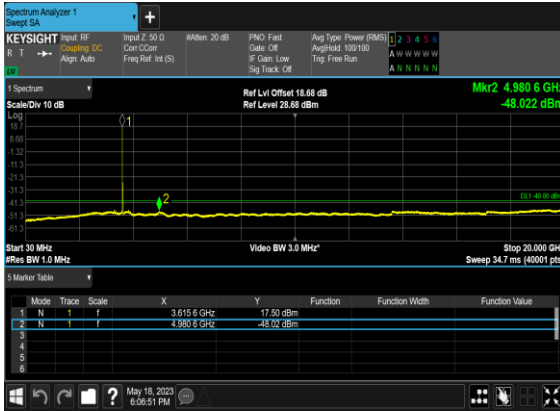 Spectrum Analyzer 1
Swept SA
+
KEYSIGHT Input: RF Input Z: 50 Ω #Atten: 20 dB PNO: Fast Avg Type: Power (RMS) 1 2 3 4 5 6
R T Coupling: DC Corr CCorr Gate: Off Avg|Hold: 100/100 A W W W W W
Align: Auto Freq Ref: Int (S) IF Gain: Low Trig: Free Run
Sig Track: Off A N N N N N
1 Spectrum Ref Lvl Offset 18.68 dB Mkr2 4.980 6 GHz
Scale/Div 10 dB Ref Level 28.68 dBm -48.022 dBm
Log
18.7
8.68
-1.32
-11.3
-21.3
-31.3
-41.3
-51.3
-61.3
1
2
DL1 -40.00 dBm
Start 30 MHz Video BW 3.0 MHz* Stop 20.000 GHz
#Res BW 1.0 MHz Sweep 34.7 ms (40001 pts)
5 Marker Table
Mode Trace Scale X Y Function Function Width Function Value
1 N 1 f 3.615 6 GHz 17.50 dBm
2 N 1 f 4.980 6 GHz -48.02 dBm
3
4
5
6
? May 18, 2023
6:06:51 PM